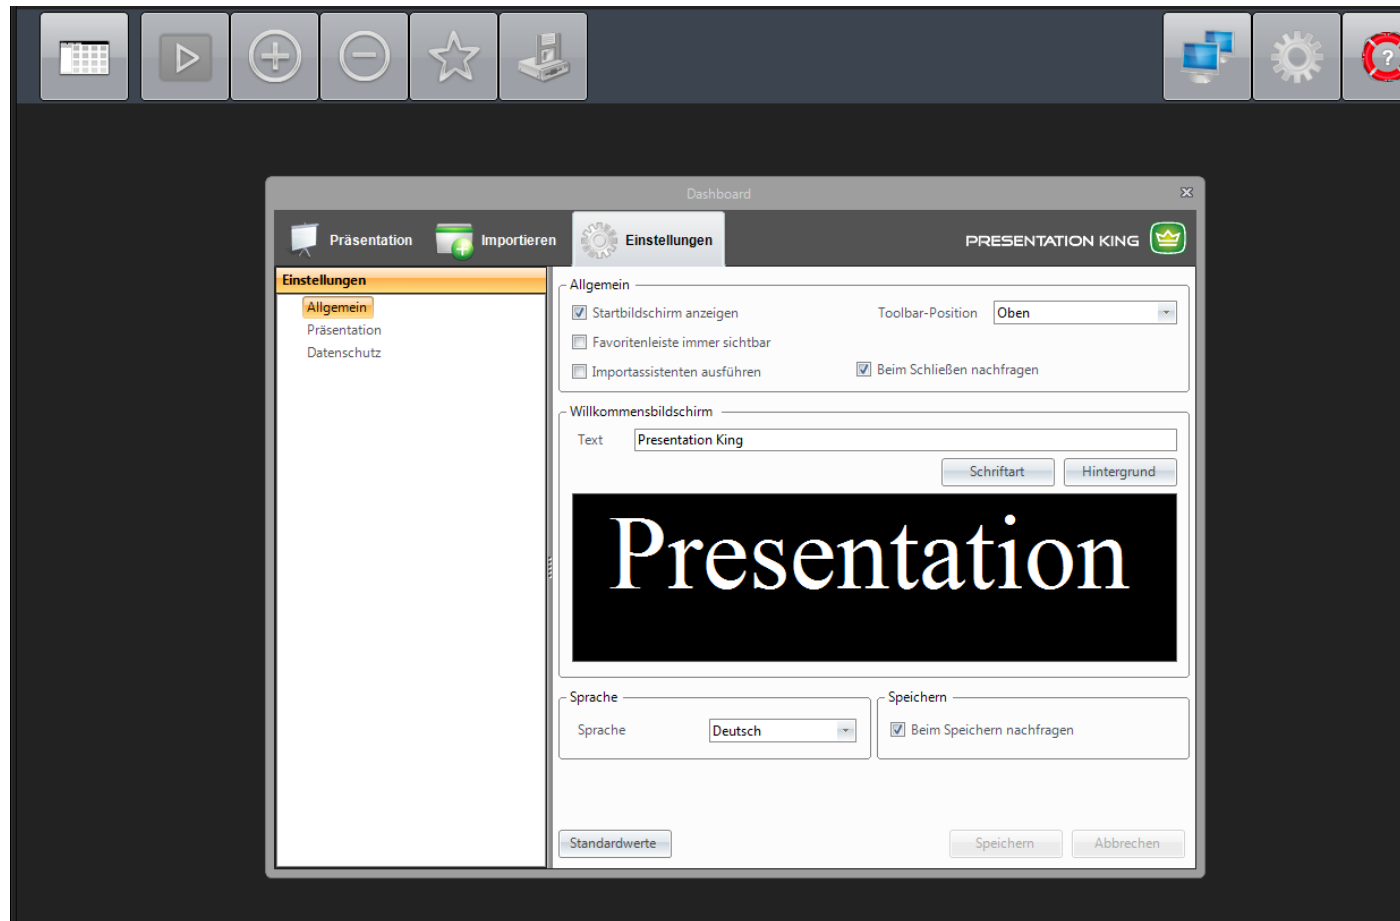 Dashboard
Präsentation Importieren Einstellungen PRESENTATION KING
Einstellungen
Allgemein
Präsentation
Datenschutz
Allgemein
Startbildschirm anzeigen Toolbar-Position Oben
Favoritenleiste immer sichtbar
Importassistenten ausführen Beim Schließen nachfragen
Willkommensbildschirm
Text Presentation King
Schriftart Hintergrund
Presentation
Sprache
Sprache Deutsch
Speichern
Beim Speichern nachfragen
Standardwerte Speichern Abbrechen